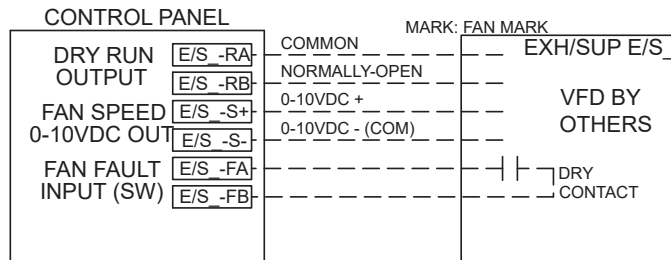 CONTROL PANEL
MARK: FAN MARK
DRY RUN
OUTPUT
E/S_-RA
COMMON
EXH/SUP E/S_
E/S_-RB
NORMALLY-OPEN
FAN SPEED
0-10VDC OUT
E/S_-S+
0-10VDC +
VFD BY
OTHERS
E/S_-S-
0-10VDC - (COM)
FAN FAULT
INPUT (SW)
E/S_-FA
E/S_-FB
DRY
CONTACT